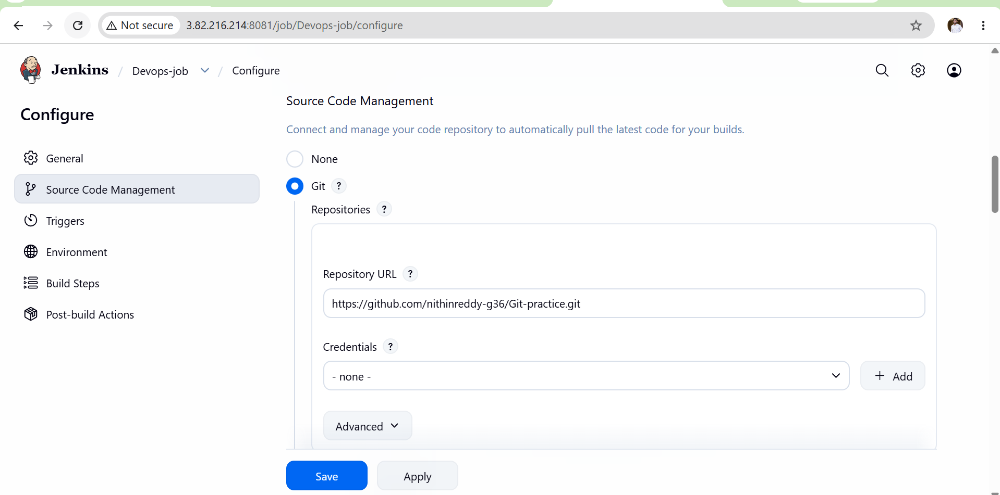 Not secure 3.82.216.214:8081/job/Devops-job/configure
Jenkins / Devops-job / Configure
Configure
General
Source Code Management
Triggers
Environment
Build Steps
Post-build Actions
Source Code Management
Connect and manage your code repository to automatically pull the latest code for your builds.
None
Git ?
Repositories ?
Repository URL ?
https://github.com/nithinreddy-g36/Git-practice.git
Credentials ?
- none -
+ Add
Advanced
Save
Apply